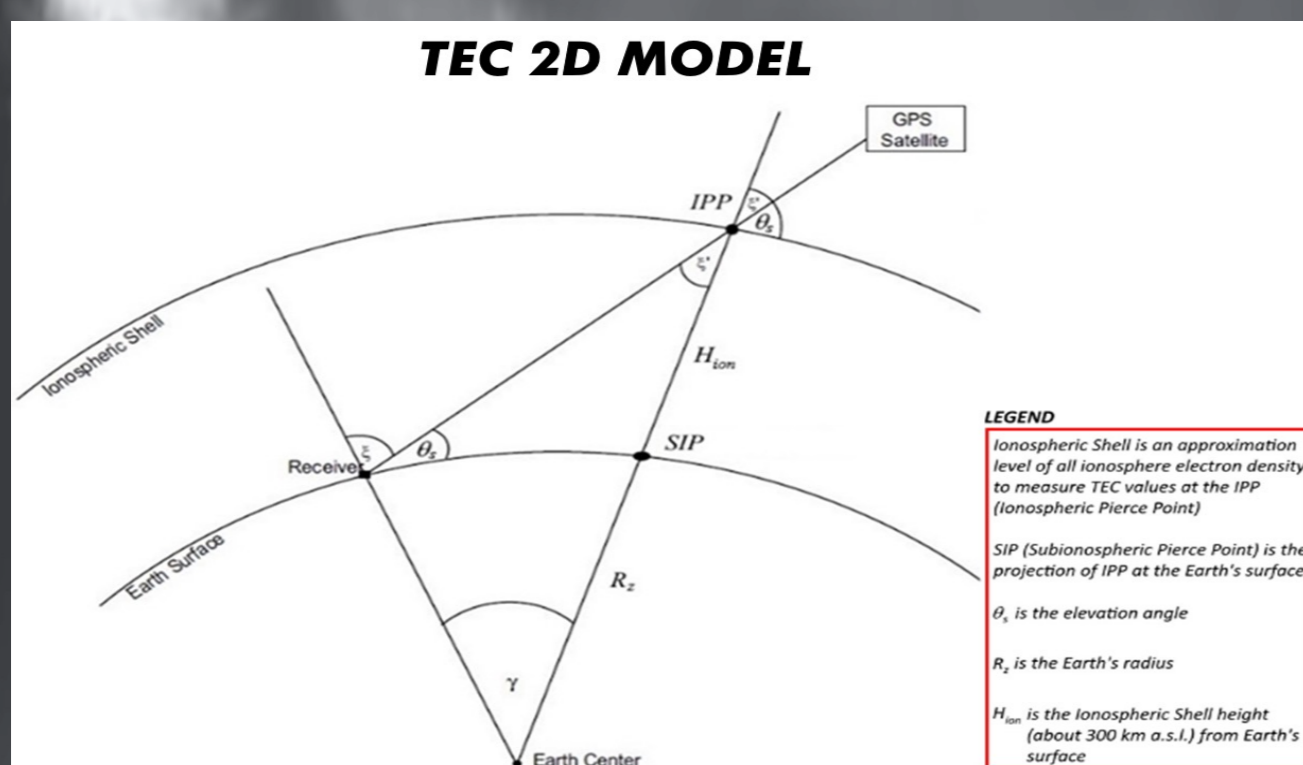 TEC 2D MODEL
GPS
Satellite
IPP
ξ'
θs
ξ'
Ionospheric Shell
Hion
Receiver
ξ
θs
SIP
Earth Surface
Rz
γ
Earth Center
LEGEND
Ionospheric Shell is an approximation
level of all ionosphere electron density
to measure TEC values at the IPP
(Ionospheric Pierce Point)
SIP (Subionospheric Pierce Point) is the
projection of IPP at the Earth's surface
θs is the elevation angle
Rz is the Earth's radius
Hion is the Ionospheric Shell height
(about 300 km a.s.l.) from Earth's
surface